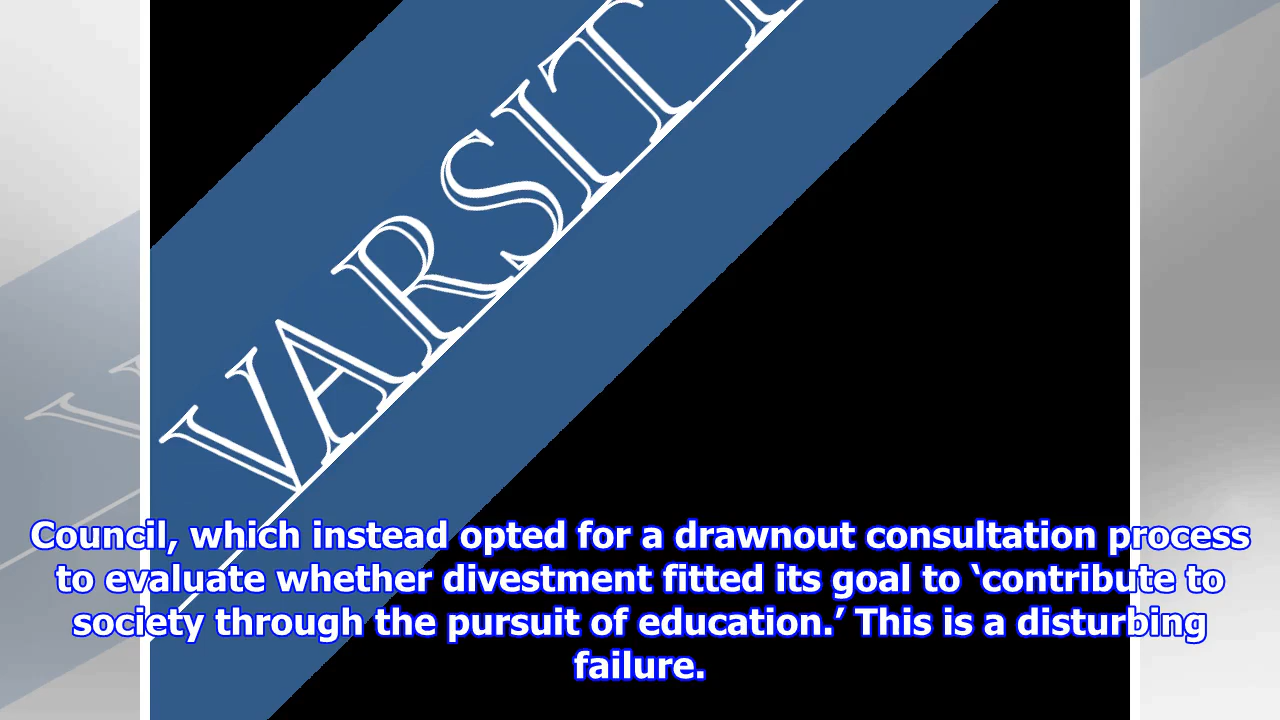 VARSIT
Council, which instead opted for a drawnout consultation process
to evaluate whether divestment fitted its goal to ‘contribute to
society through the pursuit of education.’ This is a disturbing
failure.